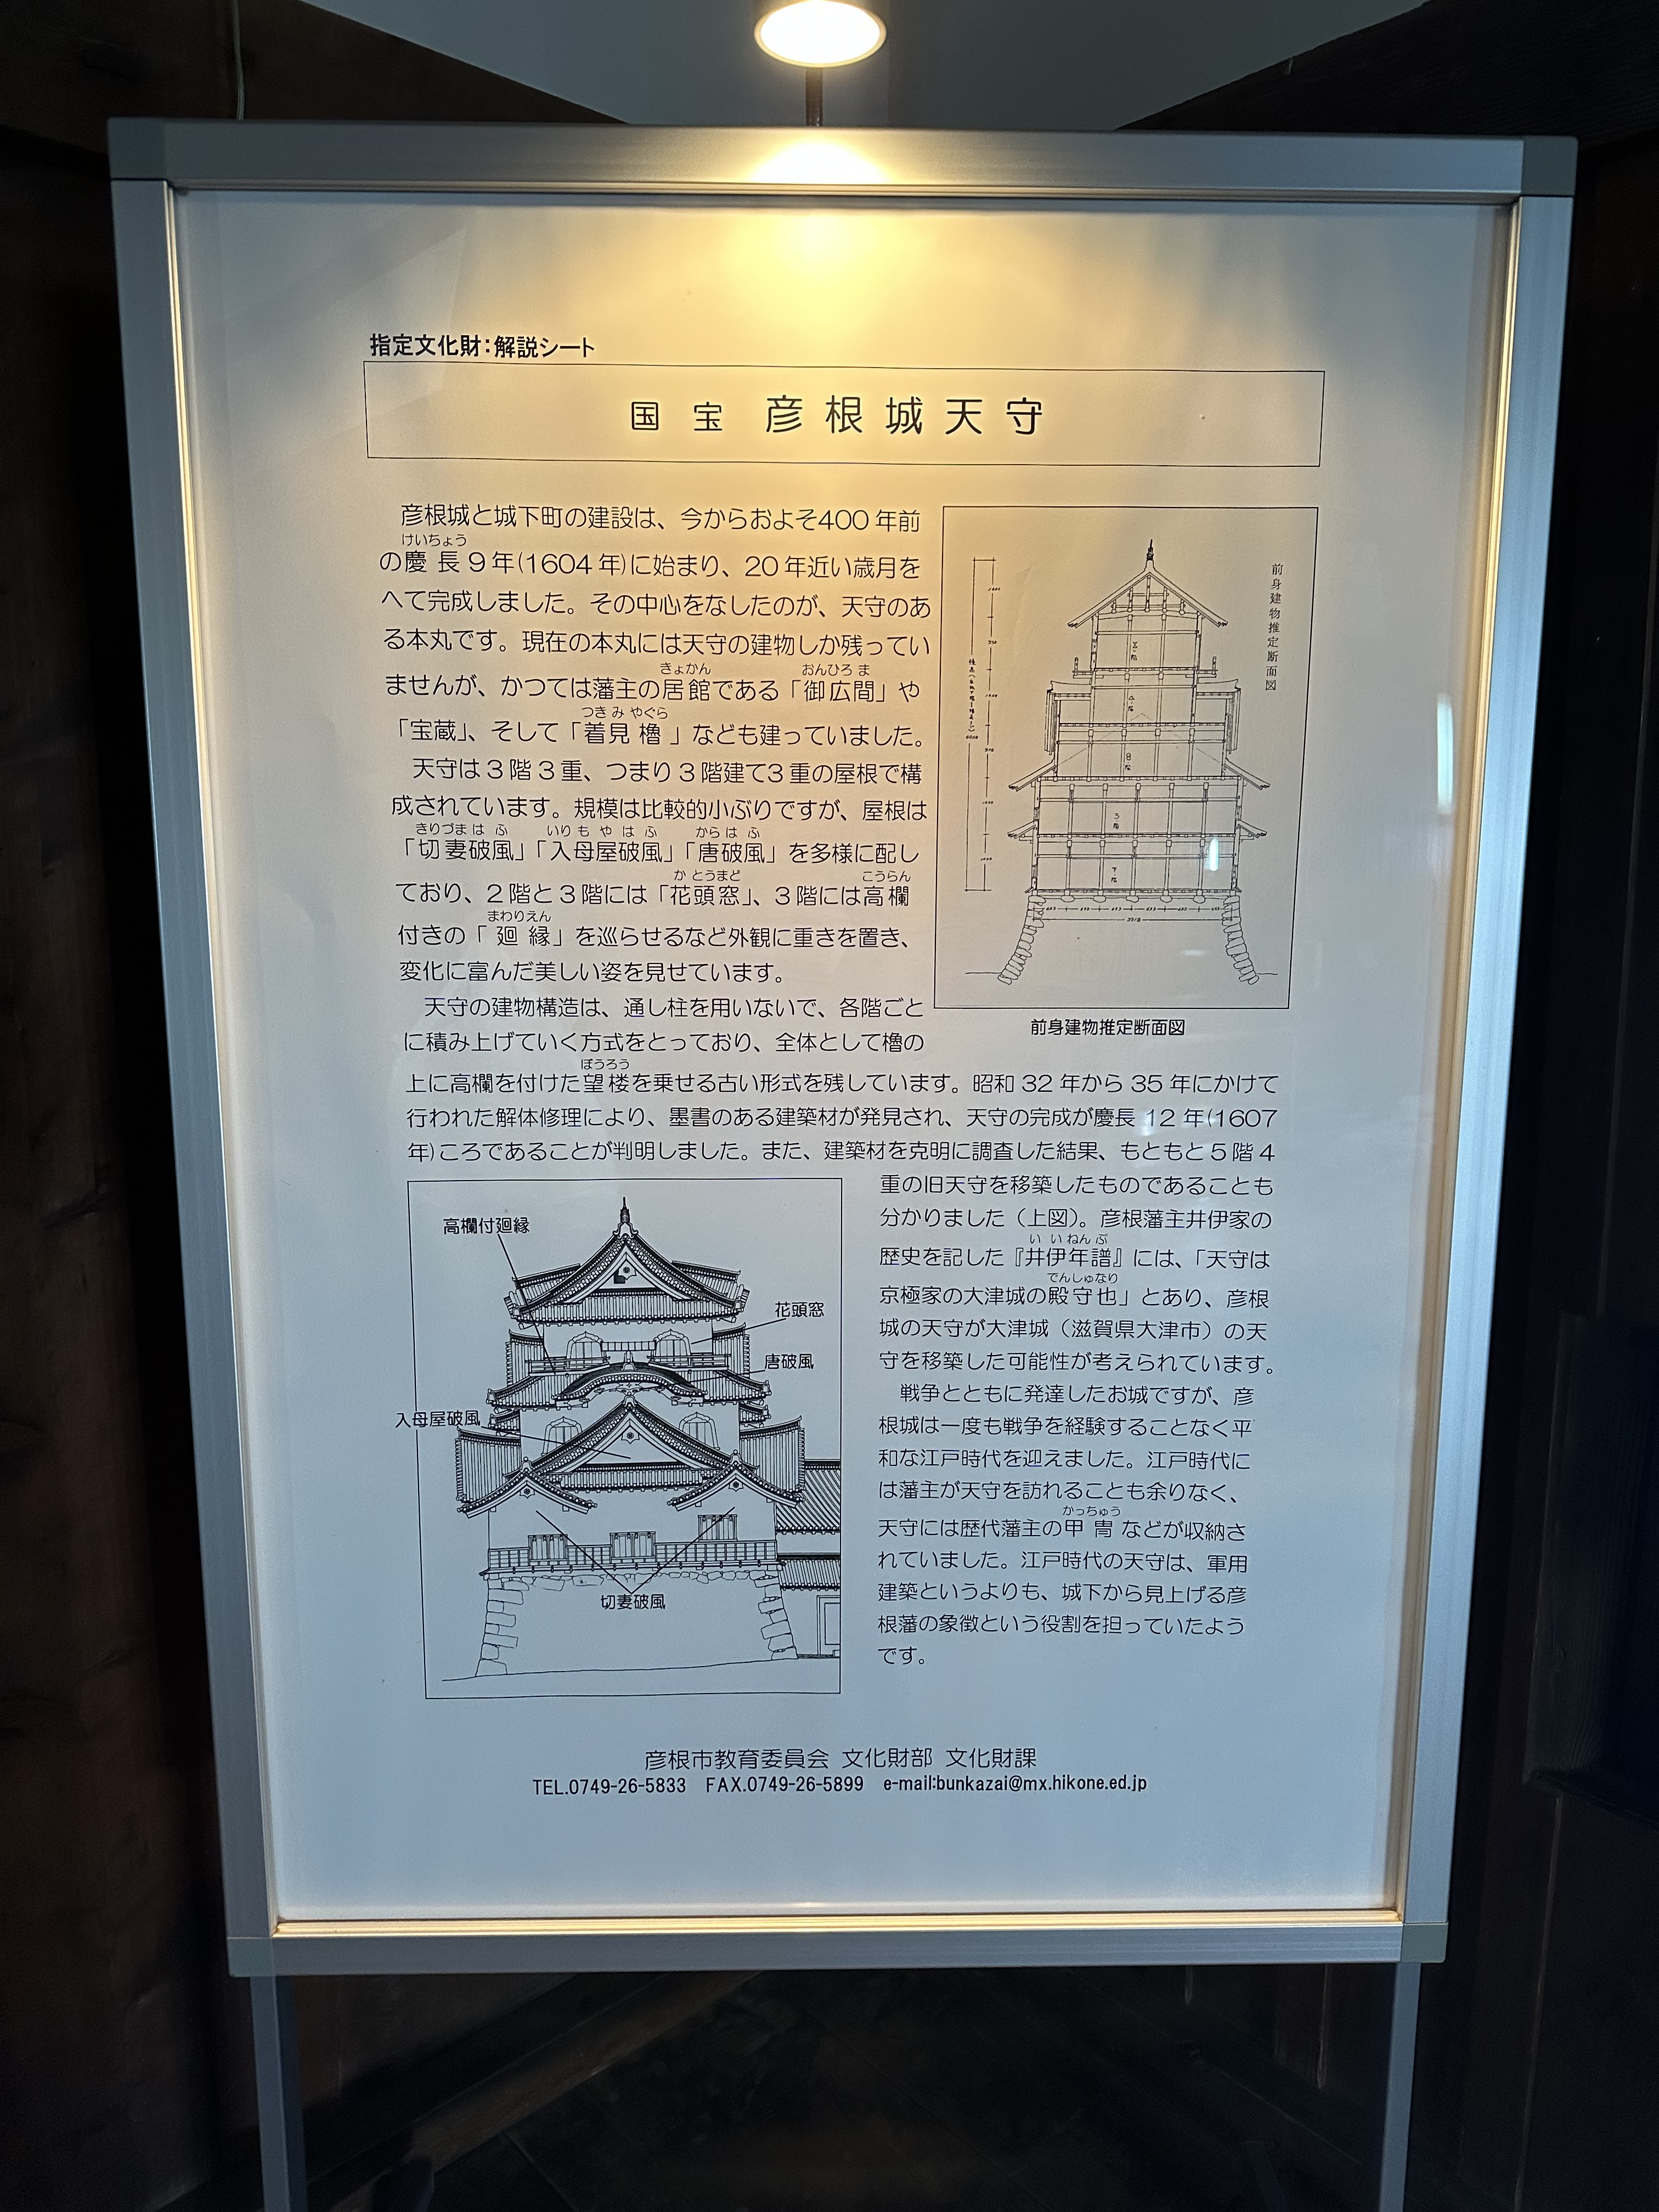 指定文化財：解説シート
国宝 彦根城天守
彦根城と城下町の建設は、今からおよそ400年前
けいちょう
の慶長9年(1604年)に始まり、20年近い歳月を
へて完成しました。その中心をなしたのが、天守のあ
る本丸です。現在の本丸には天守の建物しか残ってい
きょかん おんひろま
ませんが、かつては藩主の居館である「御広間」や
つきみやぐら
「宝蔵」、そして「着見櫓」なども建っていました。
天守は3階3重、つまり3階建て3重の屋根で構
成されています。規模は比較的小ぶりですが、屋根は
きりづまはふ いりもやはふ からはふ
「切妻破風」「入母屋破風」「唐破風」を多様に配し
かとうまど こうらん
ており、2階と3階には「花頭窓」、3階には高欄
まわりえん
付きの「廻縁」を巡らせるなど外観に重きを置き、
変化に富んだ美しい姿を見せています。
天守の建物構造は、通し柱を用いないで、各階ごと
に積み上げていく方式をとっており、全体として櫓の
ぼうろう
上に高欄を付けた望楼を乗せる古い形式を残しています。昭和32年から35年にかけて
行われた解体修理により、墨書のある建築材が発見され、天守の完成が慶長12年(1607
年)ころであることが判明しました。また、建築材を克明に調査した結果、もともと5階4
重の旧天守を移築したものであることも
分かりました（上図）。彦根藩主井伊家の
いいねんぷ
歴史を記した『井伊年譜』には、「天守は
でんしゅなり
京極家の大津城の殿守也」とあり、彦根
城の天守が大津城（滋賀県大津市）の天
守を移築した可能性が考えられています。
戦争とともに発達したお城ですが、彦
根城は一度も戦争を経験することなく平
和な江戸時代を迎えました。江戸時代に
は藩主が天守を訪れることも余りなく、
かっちゅう
天守には歴代藩主の甲冑などが収納さ
れていました。江戸時代の天守は、軍用
建築というよりも、城下から見上げる彦
根藩の象徴という役割を担っていたよう
です。
前身建物推定断面図
前身建物推定断面図
高欄付廻縁
花頭窓
唐破風
入母屋破風
切妻破風
彦根市教育委員会 文化財部 文化財課
TEL.0749-26-5833 FAX.0749-26-5899 e-mail:bunkazai@mx.hikone.ed.jp